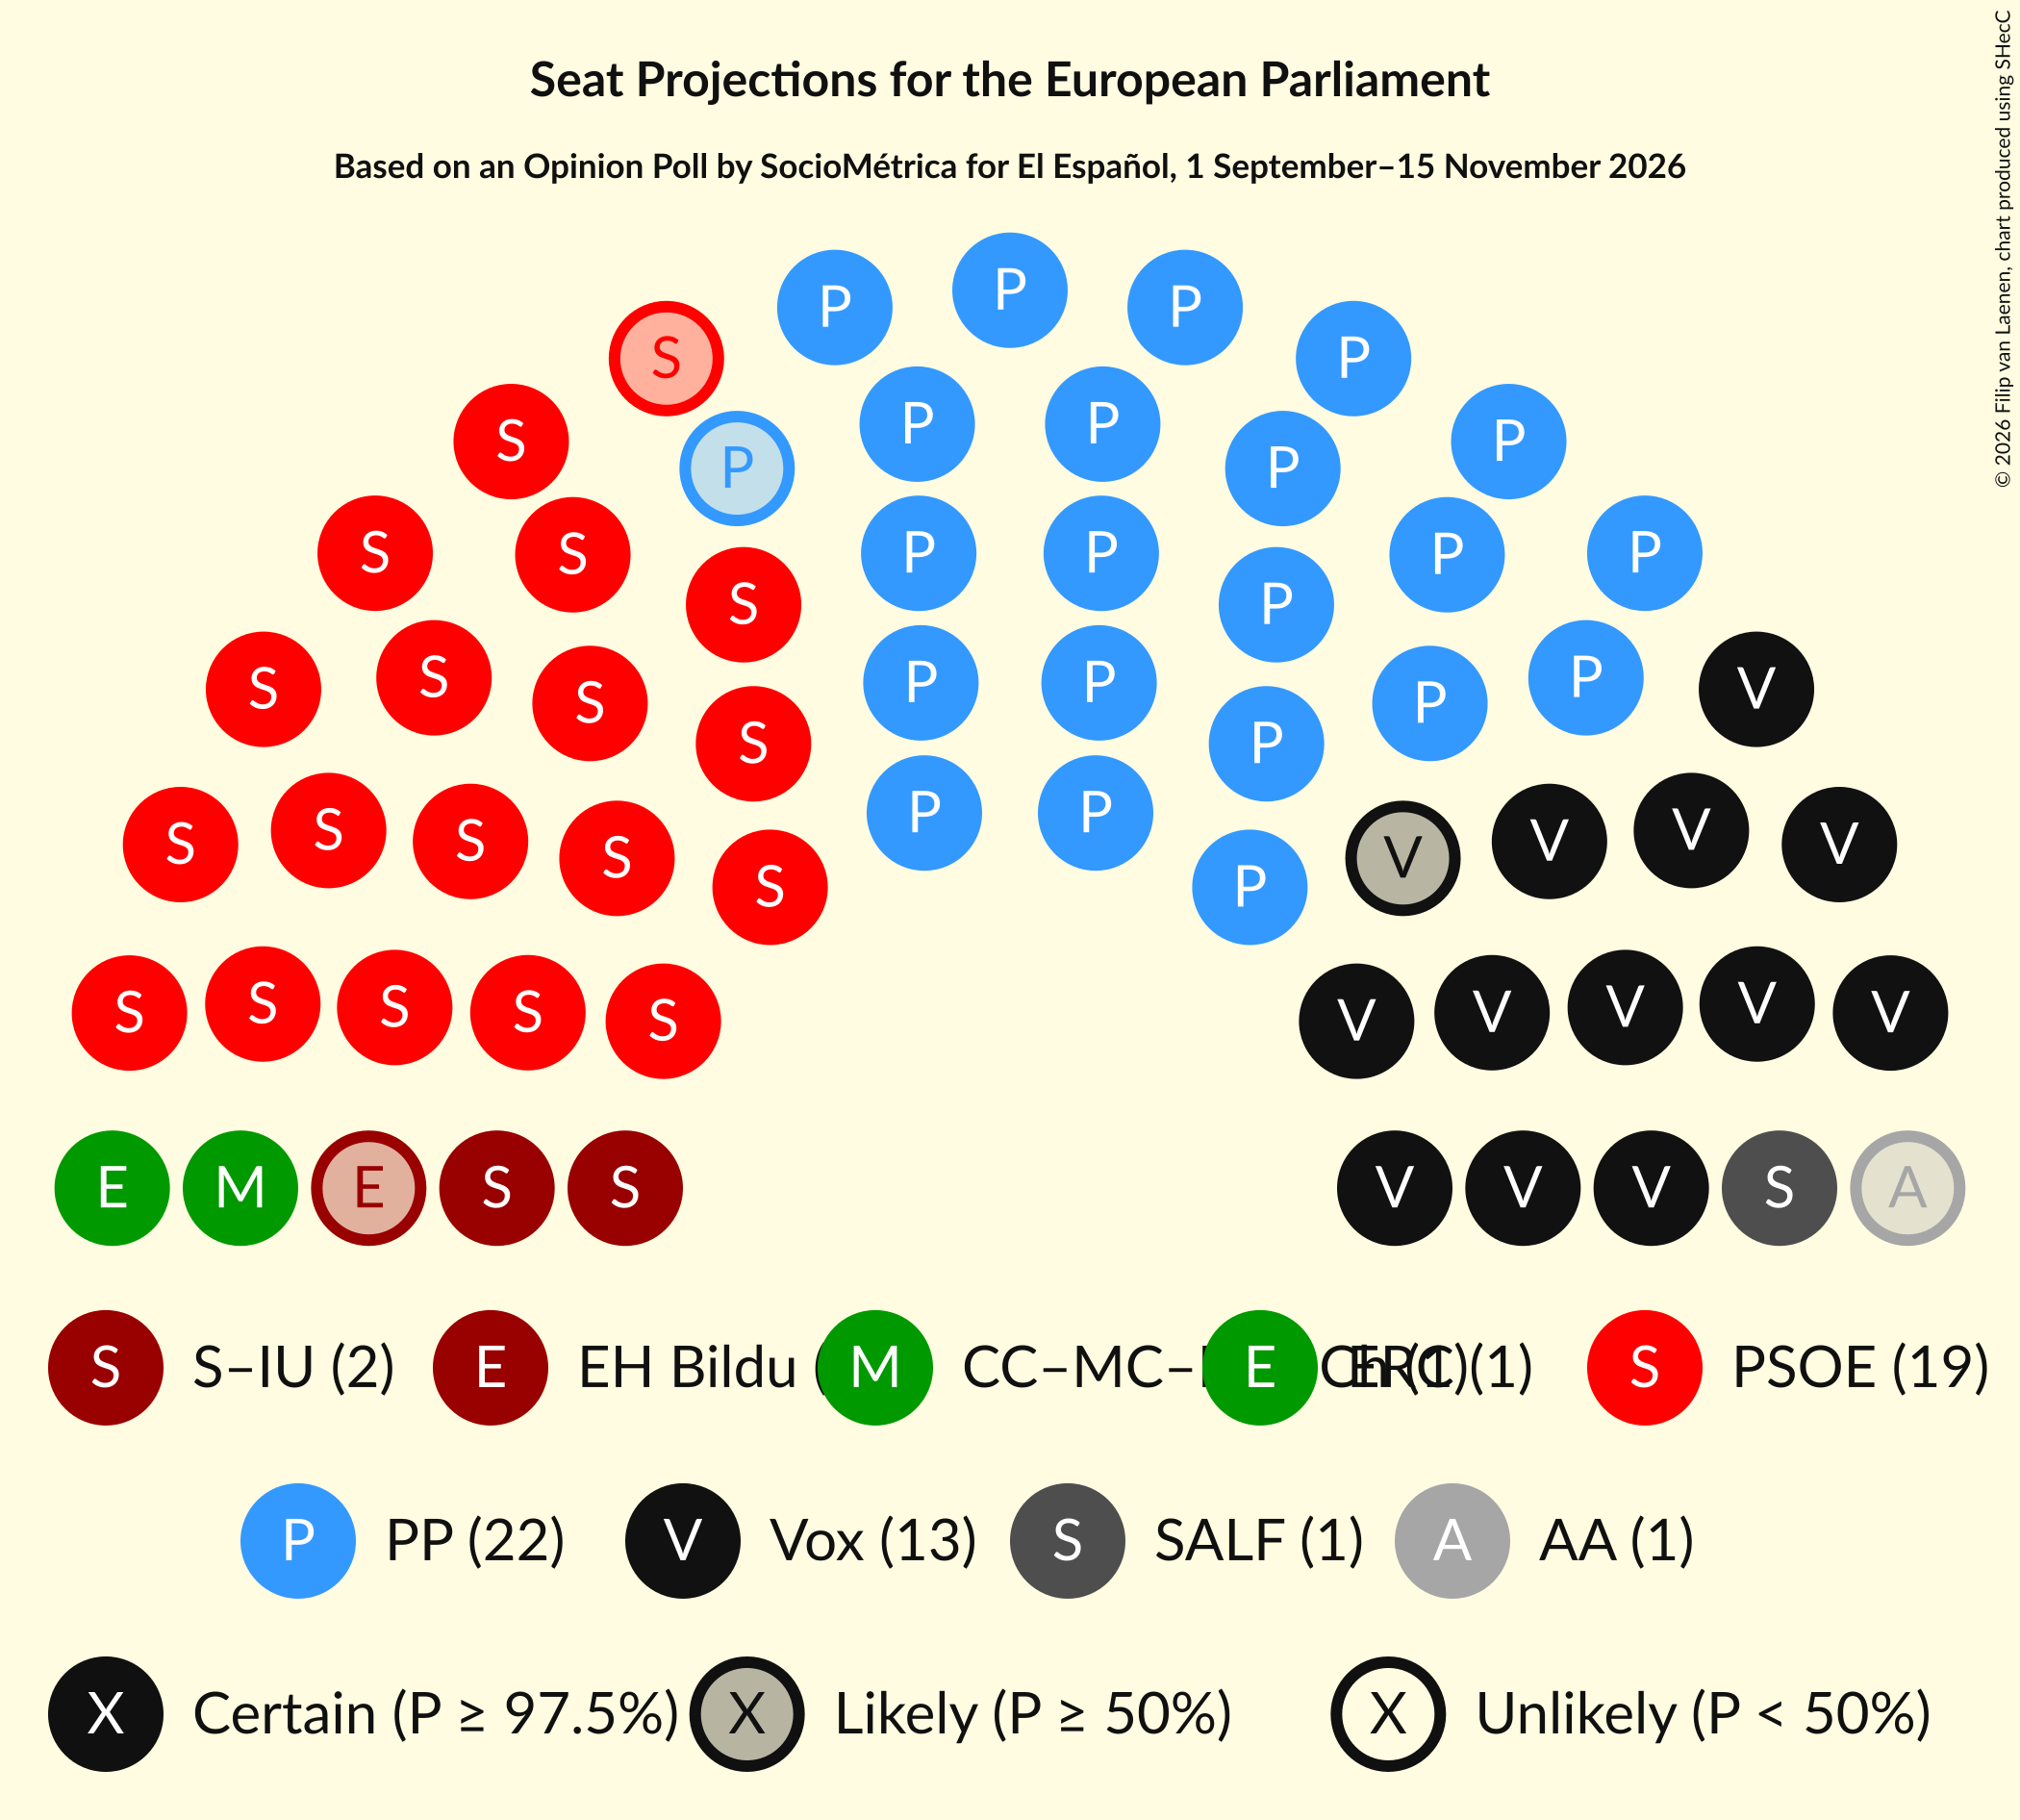 Seat Projections for the European Parliament
Based on an Opinion Poll by SocioMétrica for El Español, 1 September–15 November 2026
© 2026 Filip van Laenen, chart produced using SHecC
P
P P
S P
P P
S P
P P
S S P P P P
S P
S S P P P V
S P
S P
P P
S S S S V V V V
S P
S S S S S V V V V V
E M E S S V V V S A
S S–IU (2) E EH Bildu M CC–MC– E ERC (1) S PSOE (19)
P PP (22) V Vox (13) S SALF (1) A AA (1)
X Certain (P ≥ 97.5%) X Likely (P ≥ 50%) X Unlikely (P < 50%)